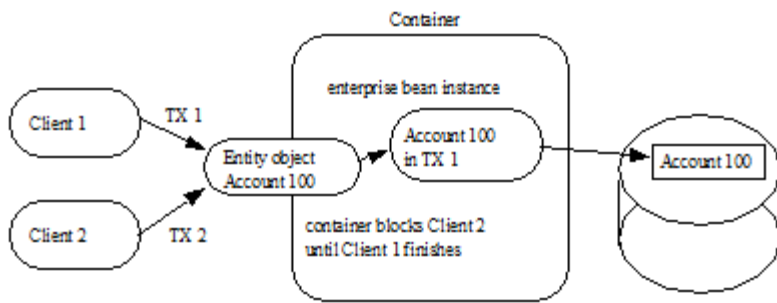 Container
enterprise bean instance
TX 1
Client 1
Entity object
Account 100
Account 100
in TX 1
Account 100
Client 2
TX 2
container blocks Client 2
until Client 1 finishes